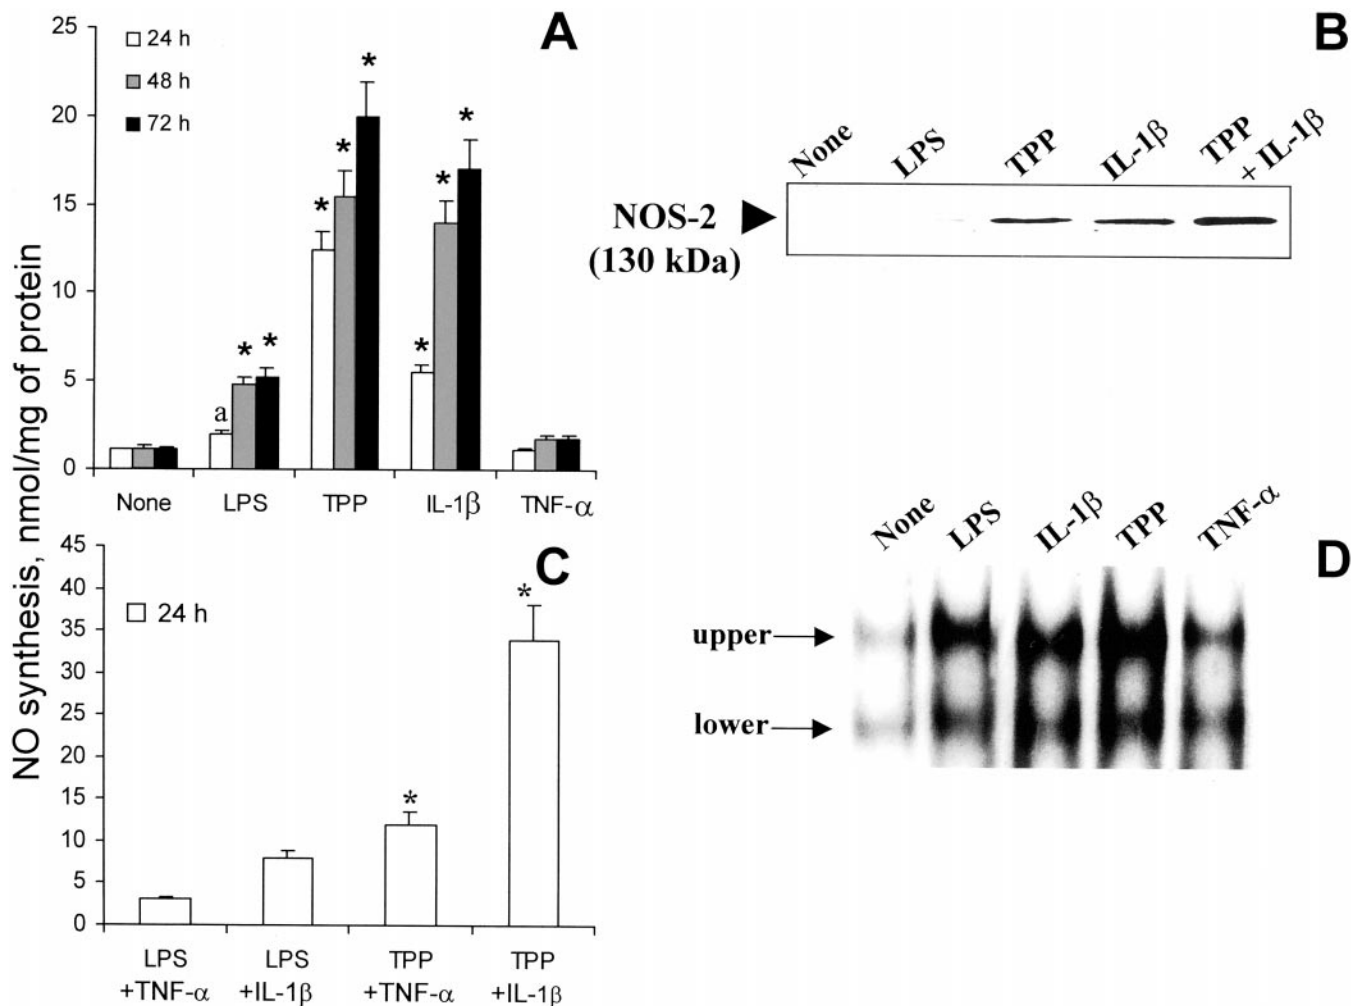 NO synthesis, nmol/mg of protein
A
25
20
15
10
5
0
24 h
48 h
72 h
* * * * * * * *
a
None LPS TPP IL-1β TNF-α
B
None LPS TPP IL-1β TPP
+ IL-1β
NOS-2
(130 kDa)
C
45
40
35
30
25
20
15
10
5
0
24 h
* *
LPS LPS TPP TPP
+TNF-α +IL-1β +TNF-α +IL-1β
D
None LPS IL-1β TPP TNF-α
upper
lower